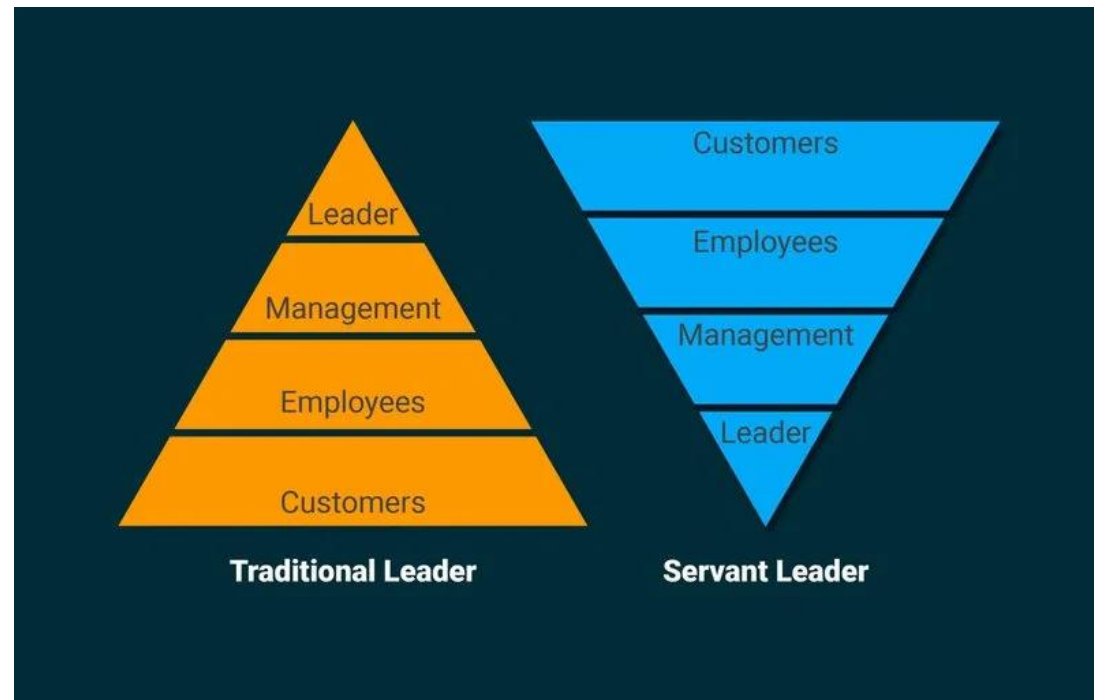 Leader
Management
Employees
Customers
Traditional Leader
Customers
Employees
Management
Leader
Servant Leader